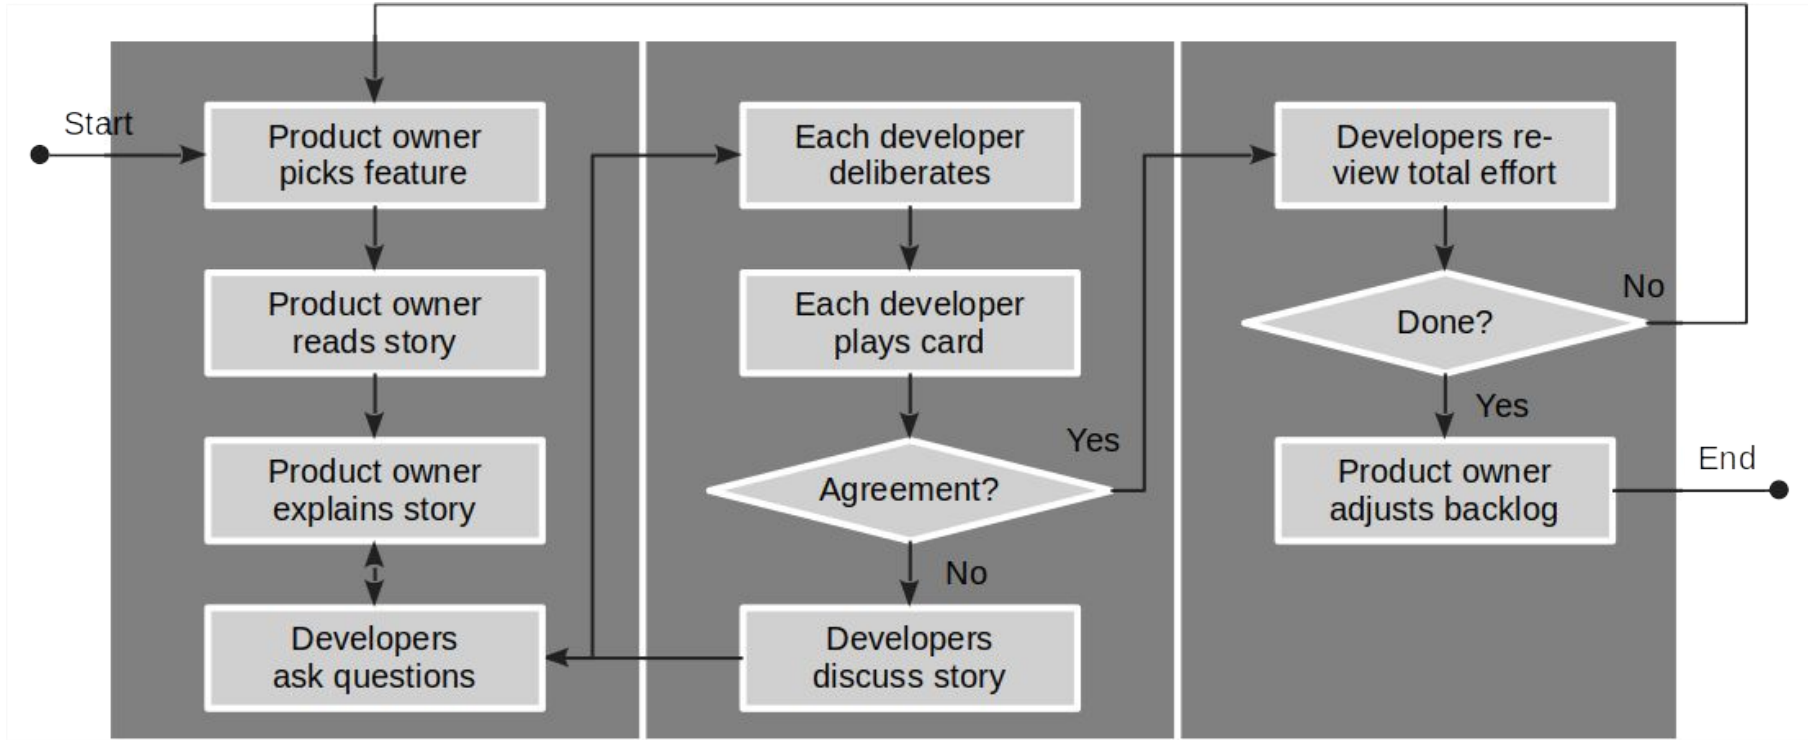 Start
Product owner
picks feature
Product owner
reads story
Product owner
explains story
Developers
ask questions
Each developer
deliberates
Each developer
plays card
Agreement?
Yes
No
Developers
discuss story
Developers re-
view total effort
Done?
No
Yes
Product owner
adjusts backlog
End